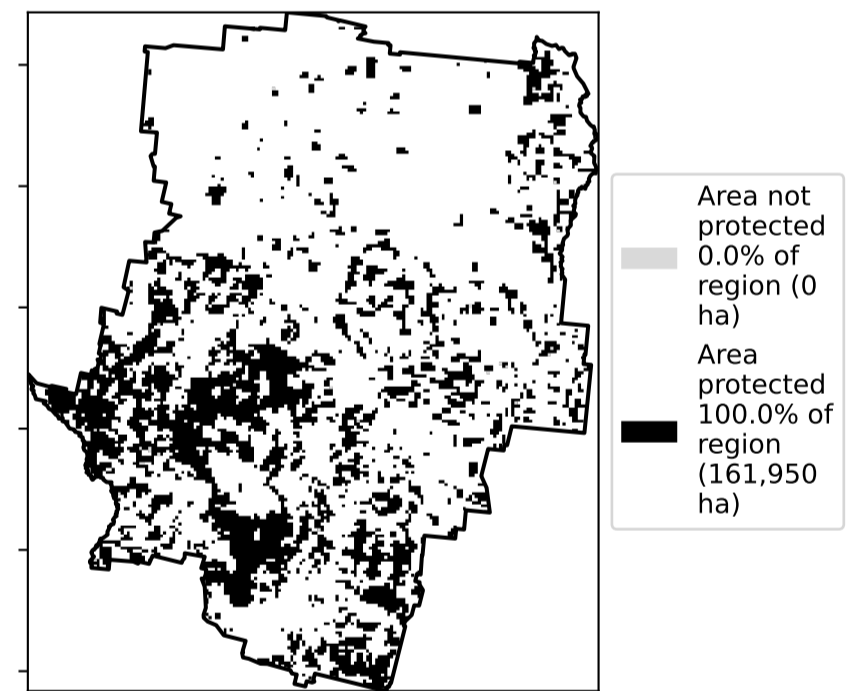 Area not
protected
0.0% of
region (0
ha)
Area
protected
100.0% of
region
(161,950
ha)